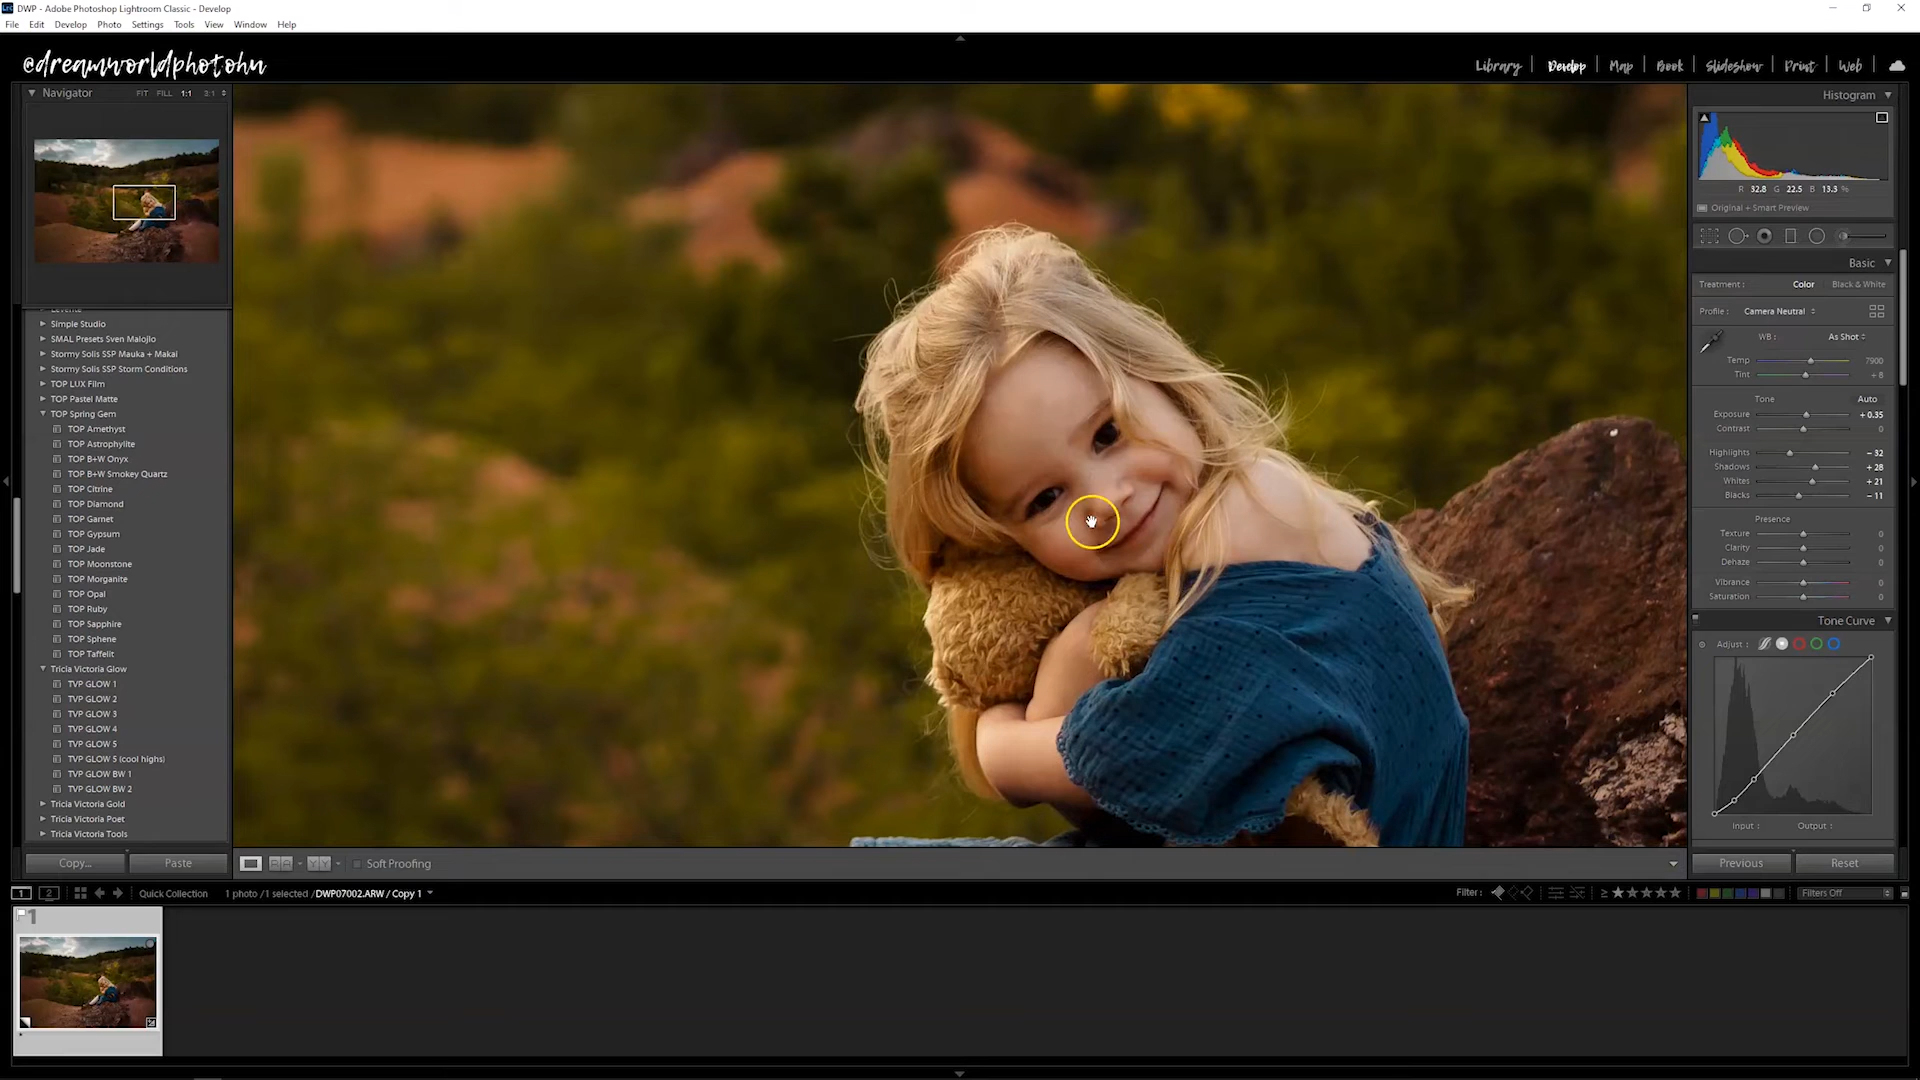 DWP - Adobe Photoshop Lightroom Classic - Develop
File Edit Develop Photo Settings Tools View Window Help
@dreamworldphotohu
Library Develop Map Book Slideshow Print Web
Navigator FIT FILL 1:1 3:1
Simple Studio
SMAL Presets Sven Malojlo
Stormy Solis SSP Mauka + Makai
Stormy Solis SSP Storm Conditions
TOP LUX Film
TOP Pastel Matte
TOP Spring Gem
TOP Amethyst
TOP Astrophylite
TOP B+W Onyx
TOP B+W Smokey Quartz
TOP Citrine
TOP Diamond
TOP Garnet
TOP Gypsum
TOP Jade
TOP Moonstone
TOP Morganite
TOP Opal
TOP Ruby
TOP Sapphire
TOP Sphene
TOP Taffelit
Tricia Victoria Glow
TVP GLOW 1
TVP GLOW 2
TVP GLOW 3
TVP GLOW 4
TVP GLOW 5
TVP GLOW 5 (cool highs)
TVP GLOW BW 1
TVP GLOW BW 2
Tricia Victoria Gold
Tricia Victoria Poet
Tricia Victoria Tools
Copy... Paste
Soft Proofing
Histogram
R 32.8 G 22.5 B 13.3 %
Original + Smart Preview
Basic
Treatment : Color Black & White
Profile : Camera Neutral
WB : As Shot
Temp 7900
Tint + 8
Tone Auto
Exposure + 0.35
Contrast 0
Highlights - 32
Shadows + 28
Whites + 21
Blacks - 11
Presence
Texture 0
Clarity 0
Dehaze 0
Vibrance 0
Saturation 0
Tone Curve
Adjust :
Input : Output :
Previous Reset
1 2 Quick Collection 1 photo /1 selected /DWP07002.ARW / Copy 1 Filter : ≥ Filters Off
1